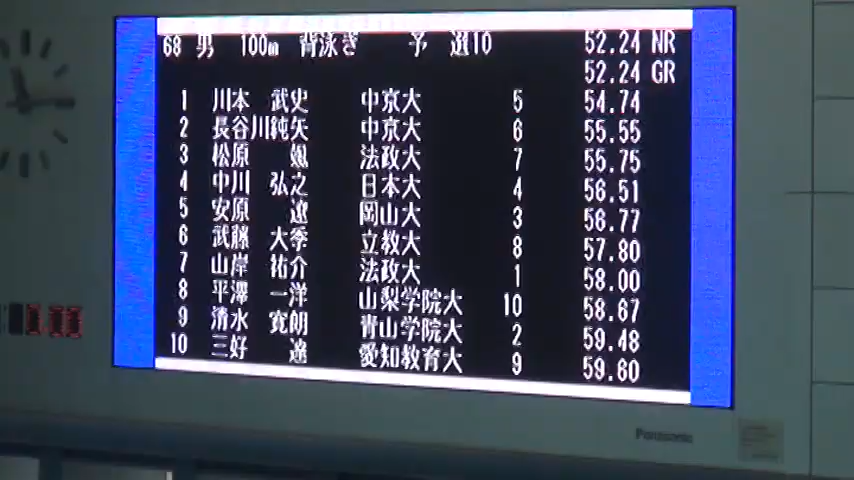 68 男 100m 背泳ぎ 予 選10 52.24 NR
52.24 GR
1 川本 武史 中京大 5 54.74
2 長谷川純矢 中京大 6 55.55
3 松原 颯 法政大 7 55.75
4 中川 弘之 日本大 4 56.51
5 安原 遼 岡山大 3 56.77
6 武藤 大季 立教大 8 57.80
7 山岸 祐介 法政大 1 58.00
8 平澤 一洋 山梨学院大 10 58.67
9 清水 寛朗 青山学院大 2 59.48
10 三好 達 愛知教育大 9 59.60
Panasonic